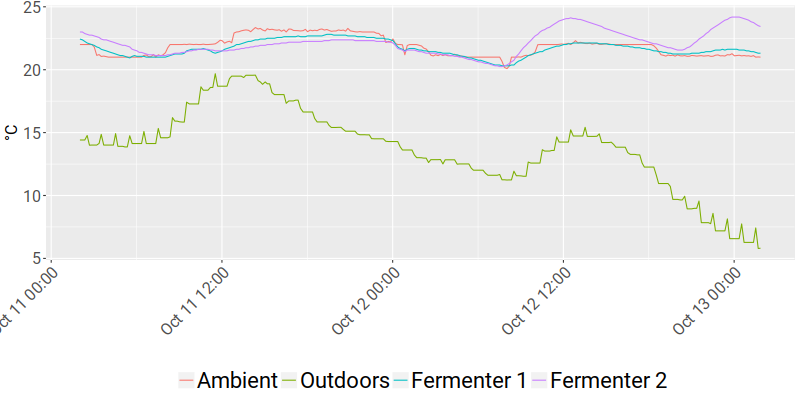 25
20
15
10
5
°C
ct 11 00:00
Oct 11 12:00
Oct 12 00:00
Oct 12 12:00
Oct 13 00:00
Ambient Outdoors Fermenter 1 Fermenter 2